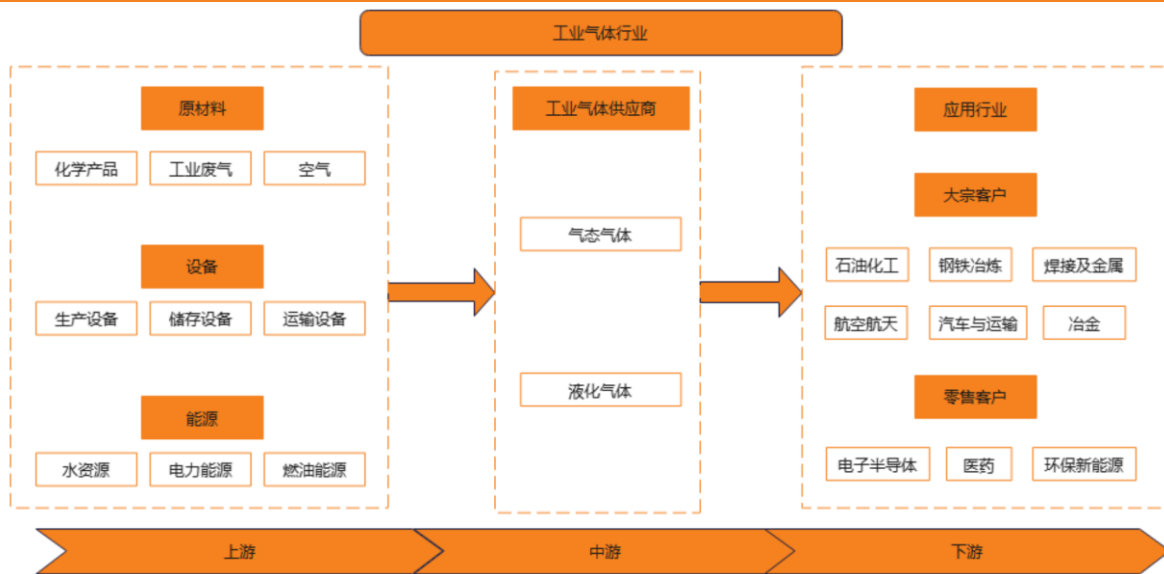 工业气体行业
原材料
化学产品
工业废气
空气
设备
生产设备
储存设备
运输设备
能源
水资源
电力能源
燃油能源
工业气体供应商
气态气体
液化气体
应用行业
大宗客户
石油化工
钢铁冶炼
焊接及金属
航空航天
汽车与运输
冶金
零售客户
电子半导体
医药
环保新能源
上游
中游
下游